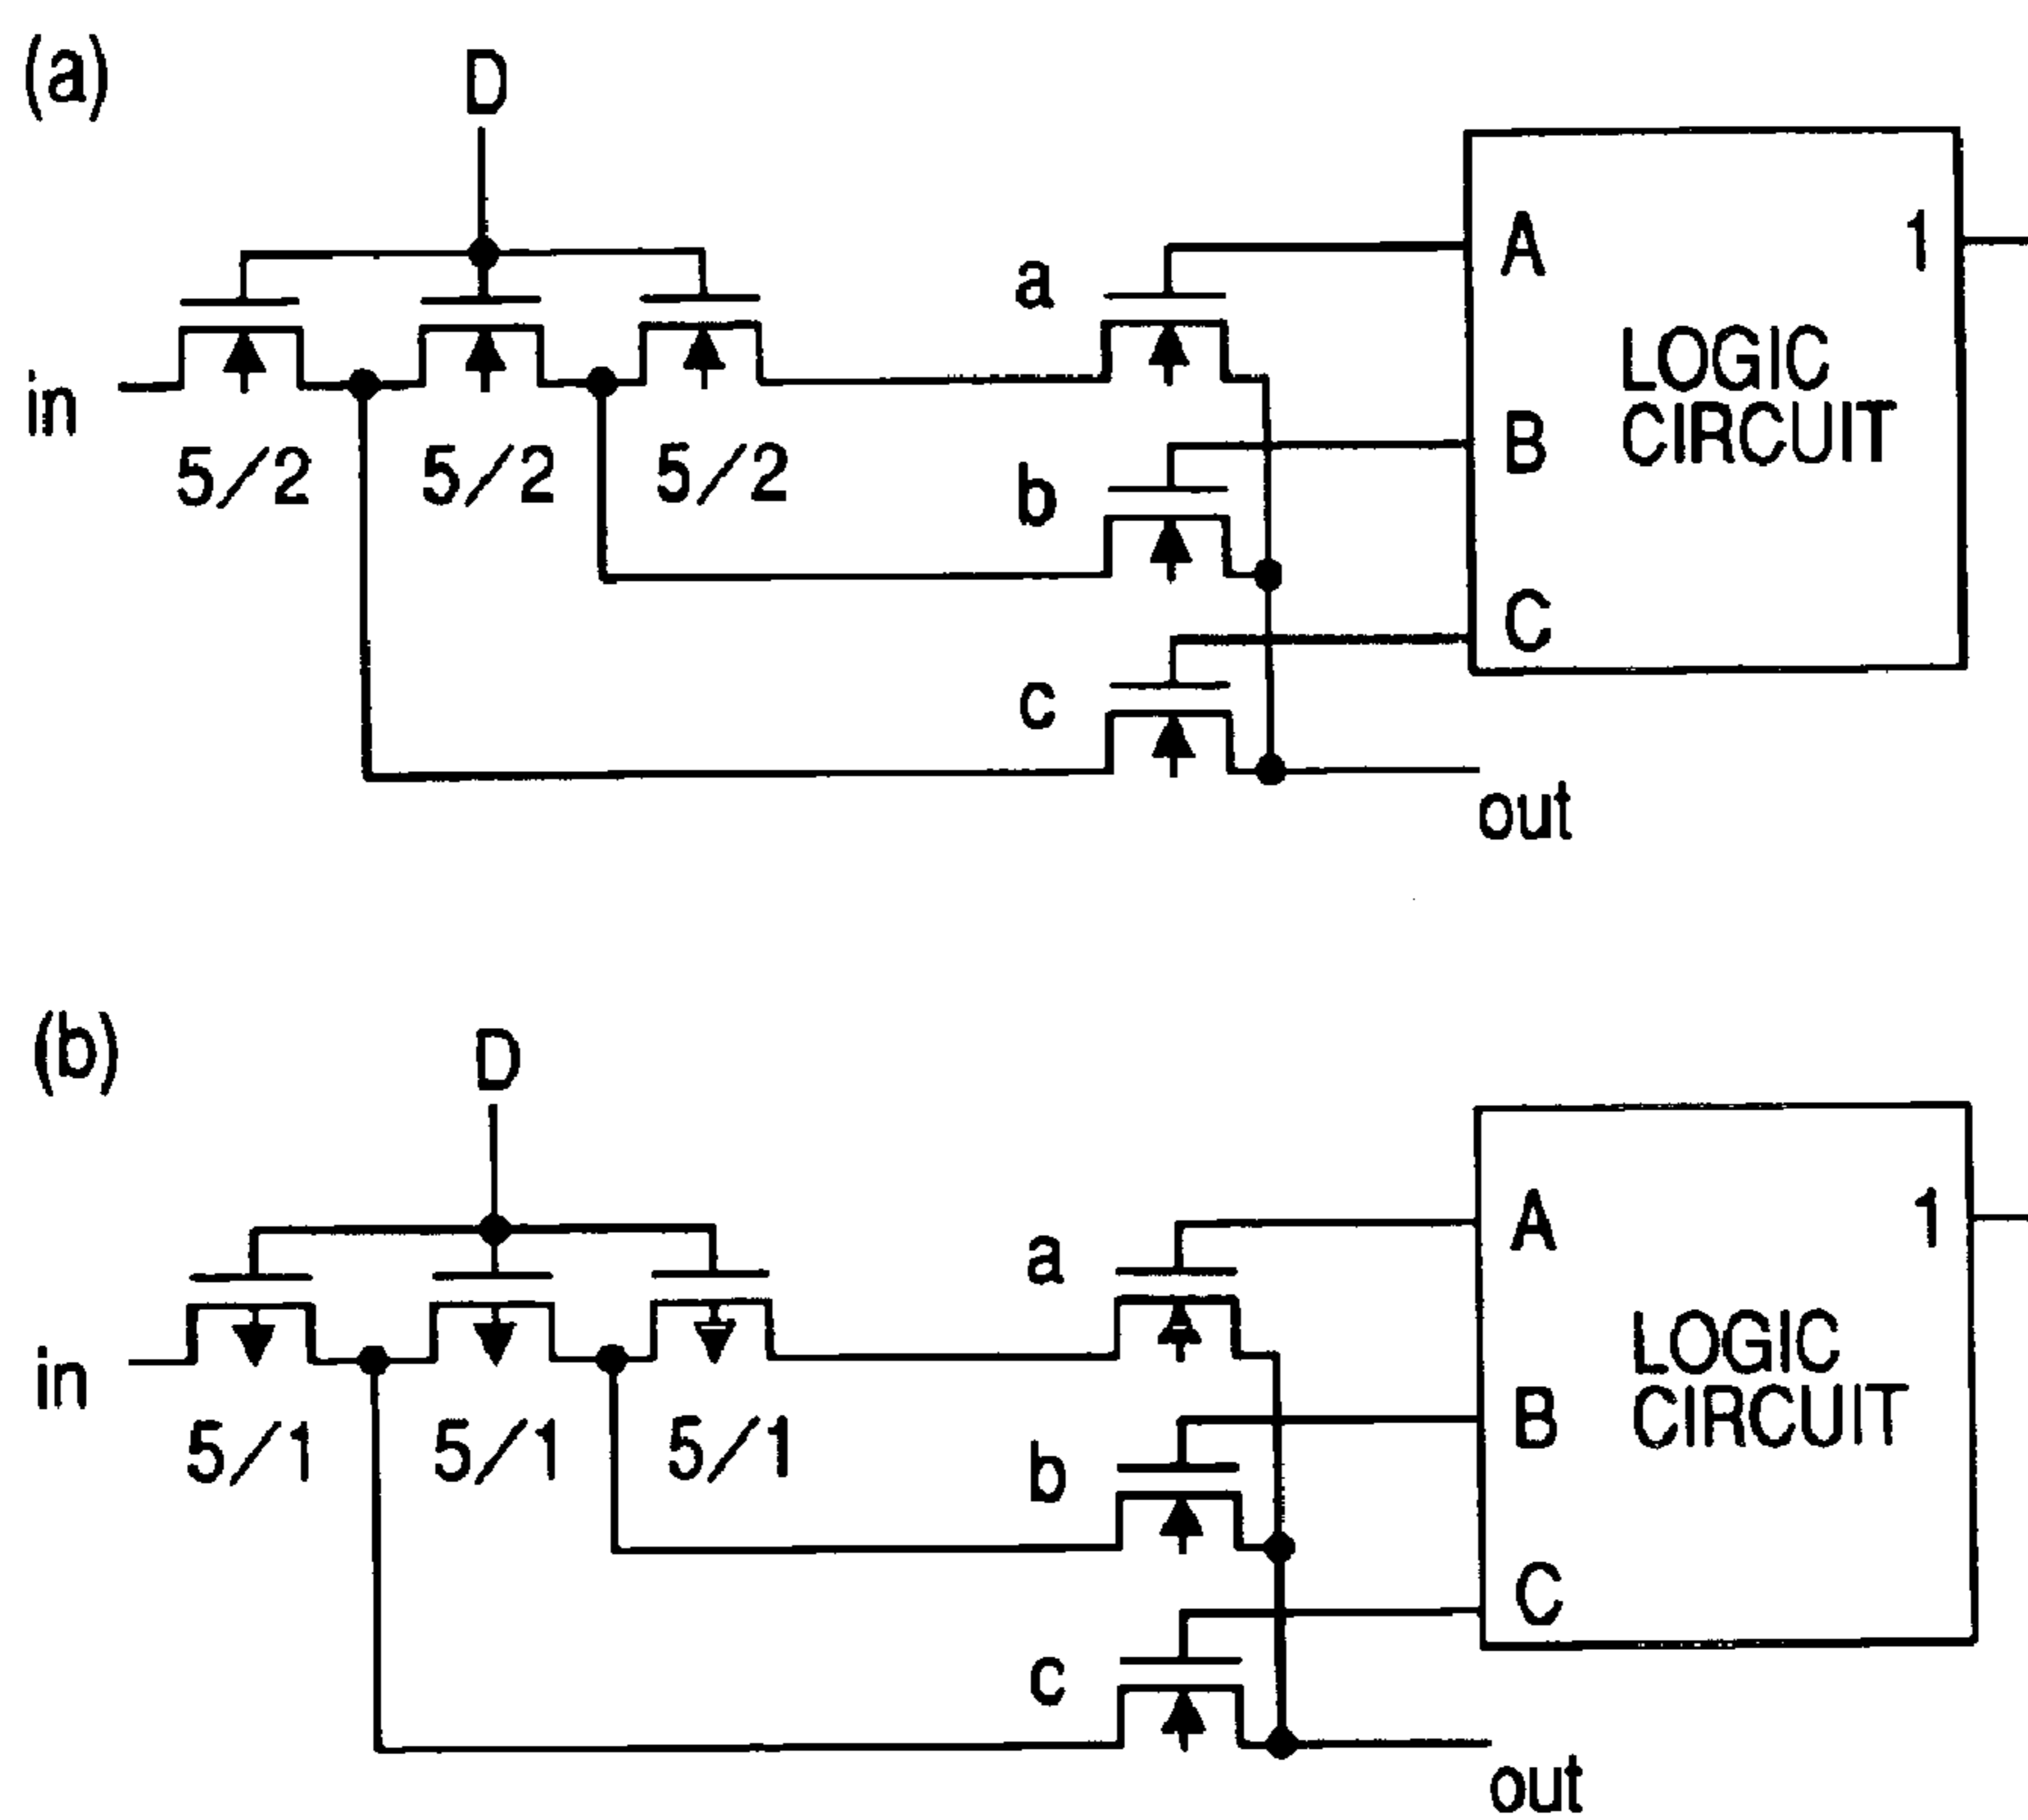 (a)
D
A
1
a
LOGIC
CIRCUIT
in
B
5/2 5/2 5/2
b
C
c
out
(b)
D
A
1
a
LOGIC
CIRCUIT
in
B
5/1 5/1 5/1
b
C
c
out